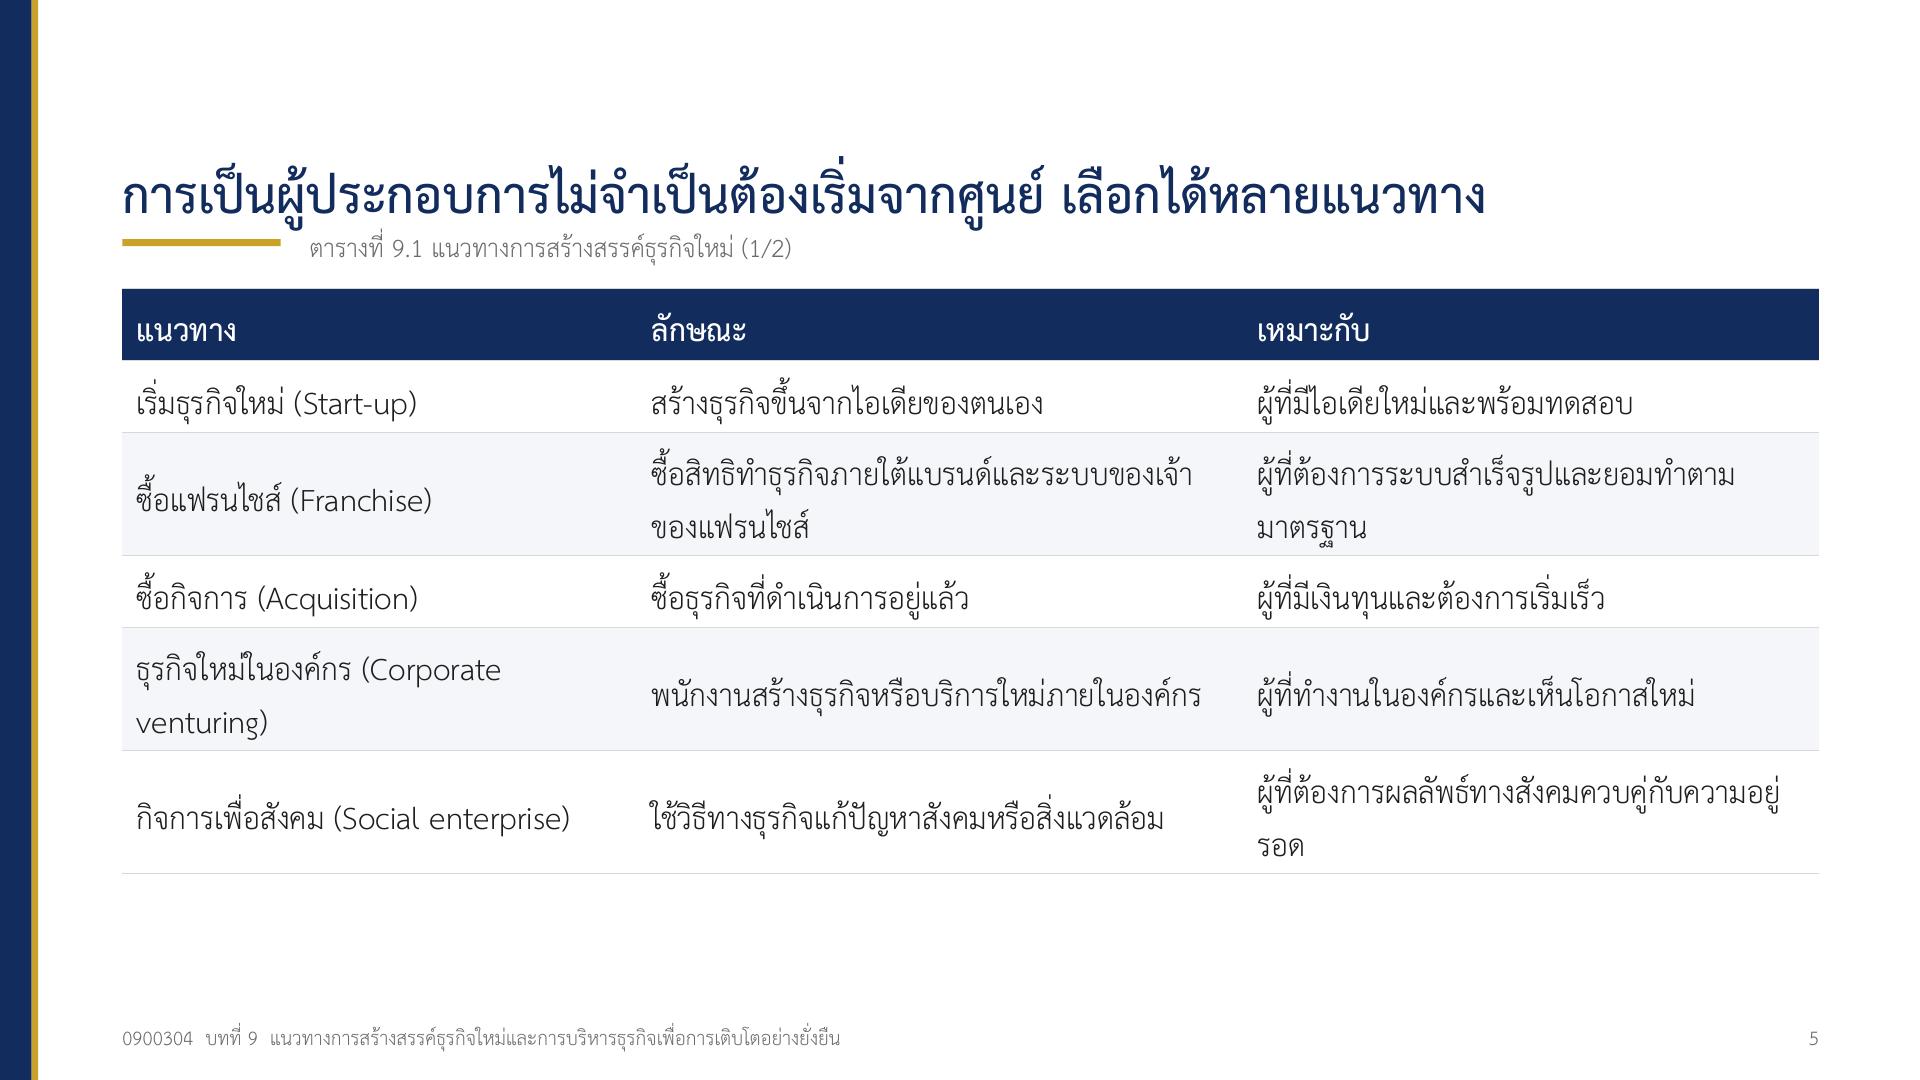 การเป็นผู้ประกอบการไม่จำเป็นต้องเริ่มจากศูนย์ เลือกได้หลายแนวทาง
ตารางที่ 9.1 แนวทางการสร้างสรรค์ธุรกิจใหม่ (1/2)
แนวทาง ลักษณะ เหมาะกับ
เริ่มธุรกิจใหม่ (Start-up) สร้างธุรกิจขึ้นจากไอเดียของตนเอง ผู้ที่มีไอเดียใหม่และพร้อมทดสอบ
ซื้อแฟรนไชส์ (Franchise)
ซื้อสิทธิทำธุรกิจภายใต้แบรนด์และระบบของเจ้า
ของแฟรนไชส์
ผู้ที่ต้องการระบบสำเร็จรูปและยอมทำตาม
มาตรฐาน
ซื้อกิจการ (Acquisition) ซื้อธุรกิจที่ดำเนินการอยู่แล้ว ผู้ที่มีเงินทุนและต้องการเริ่มเร็ว
ธุรกิจใหม่ในองค์กร (Corporate
venturing)
พนักงานสร้างธุรกิจหรือบริการใหม่ภายในองค์กร
ผู้ที่ทำงานในองค์กรและเห็นโอกาสใหม่
กิจการเพื่อสังคม (Social enterprise)
ใช้วิธีทางธุรกิจแก้ปัญหาสังคมหรือสิ่งแวดล้อม
ผู้ที่ต้องการผลลัพธ์ทางสังคมควบคู่กับความอยู่
รอด
0900304 บทที่ 9 แนวทางการสร้างสรรค์ธุรกิจใหม่และการบริหารธุรกิจเพื่อการเติบโตอย่างยั่งยืน 5